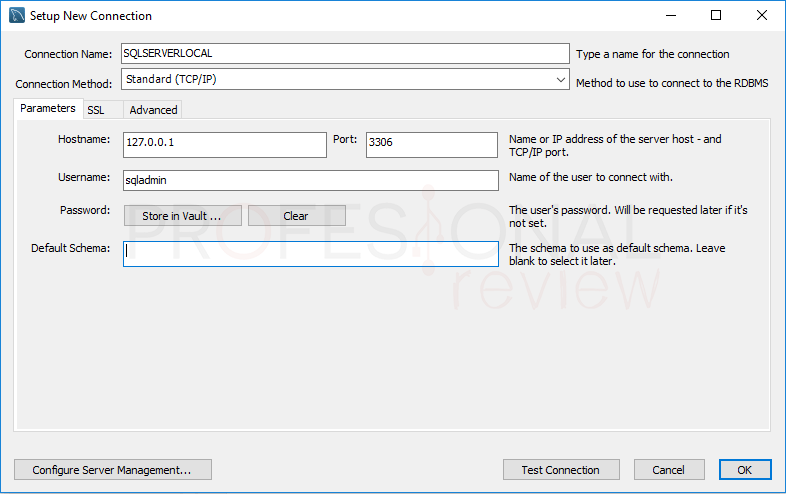 Setup New Connection
Connection Name: SQLSERVERLOCAL Type a name for the connection
Connection Method: Standard (TCP/IP) Method to use to connect to the RDBMS
Parameters SSL Advanced
Hostname: 127.0.0.1 Port: 3306 Name or IP address of the server host - and
TCP/IP port.
Username: sqladmin Name of the user to connect with.
Password: Store in Vault ... Clear The user's password. Will be requested later if it's
not set.
PROFESIONAL
Default Schema: The schema to use as default schema. Leave
blank to select it later.
review
Configure Server Management... Test Connection Cancel OK